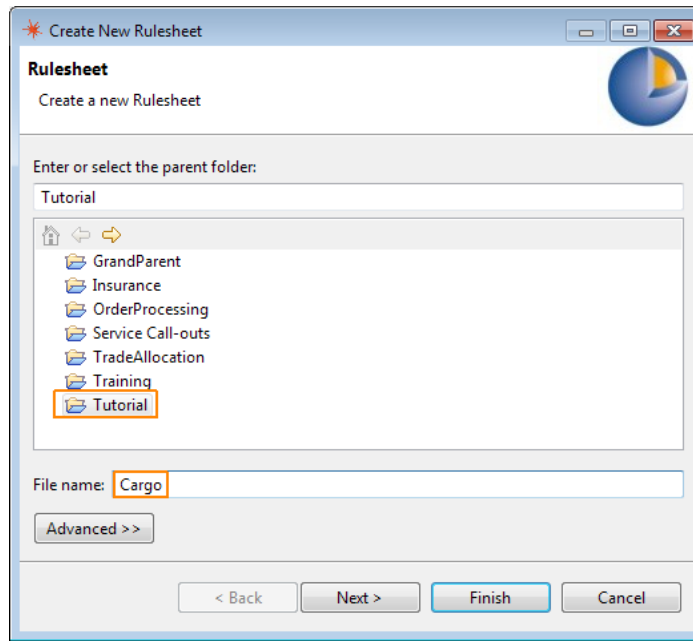 Create New Rulesheet
Rulesheet
Create a new Rulesheet
Enter or select the parent folder:
Tutorial
GrandParent
Insurance
OrderProcessing
Service Call-outs
TradeAllocation
Training
Tutorial
File name: Cargo
Advanced >>
< Back Next > Finish Cancel